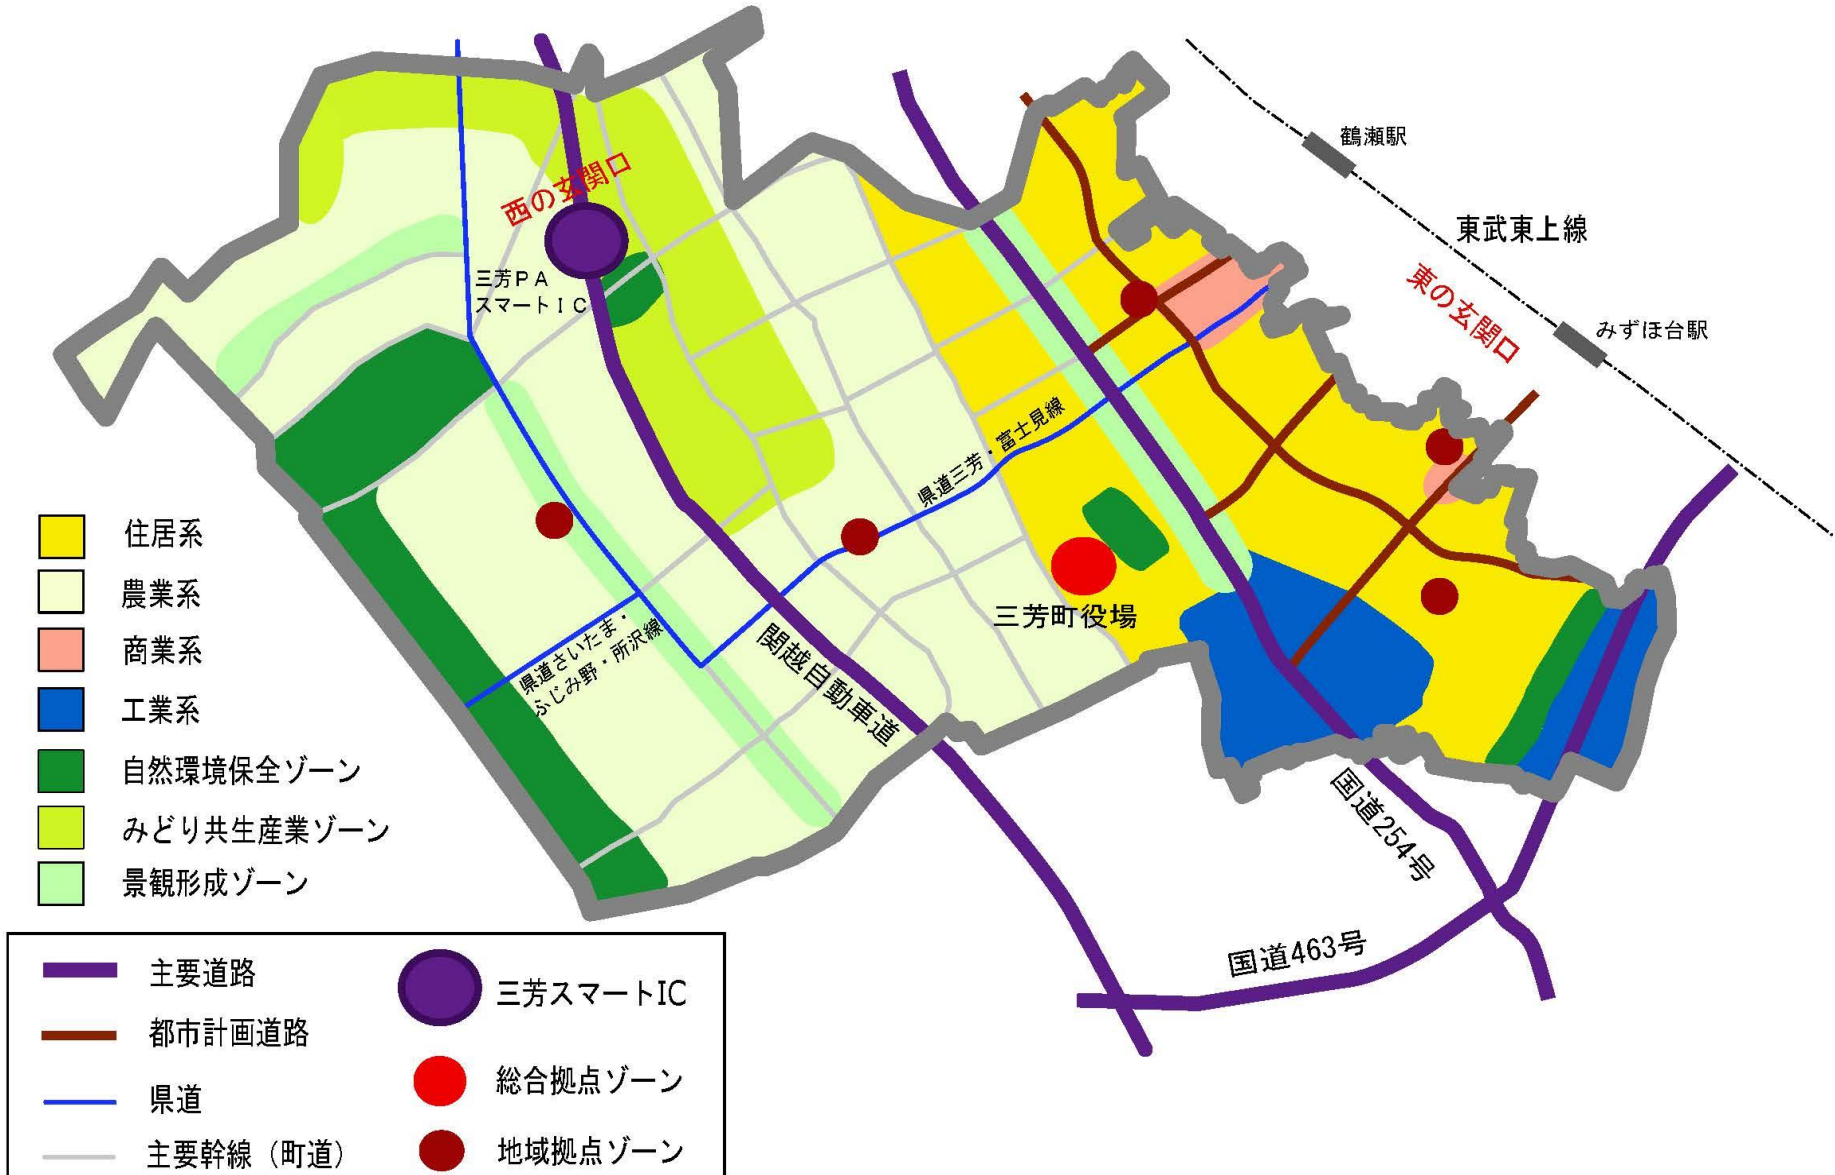 鶴瀬駅
東武東上線
西の玄関口
東の玄関口
三芳PA
スマートIC
みずほ台駅
県道三芳・富士見線
三芳町役場
県道さいたま・
ふじみ野・所沢線
関越自動車道
国道254号
国道463号
住居系
農業系
商業系
工業系
自然環境保全ゾーン
みどり共生産業ゾーン
景観形成ゾーン
主要道路
都市計画道路
県道
主要幹線（町道）
三芳スマートIC
総合拠点ゾーン
地域拠点ゾーン